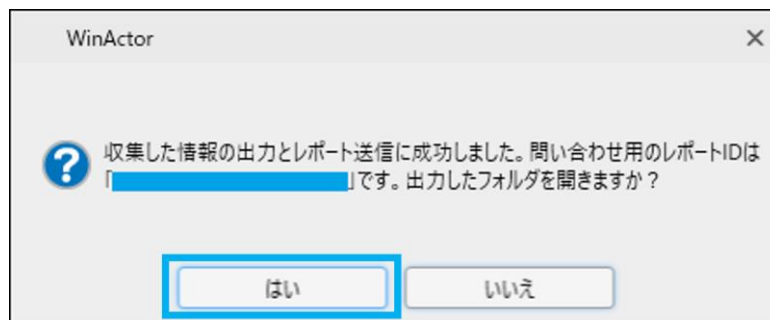 WinActor
収集した情報の出力とレポート送信に成功しました。問い合わせ用のレポートIDは
「」です。出力したフォルダを開きますか？
はい
いいえ